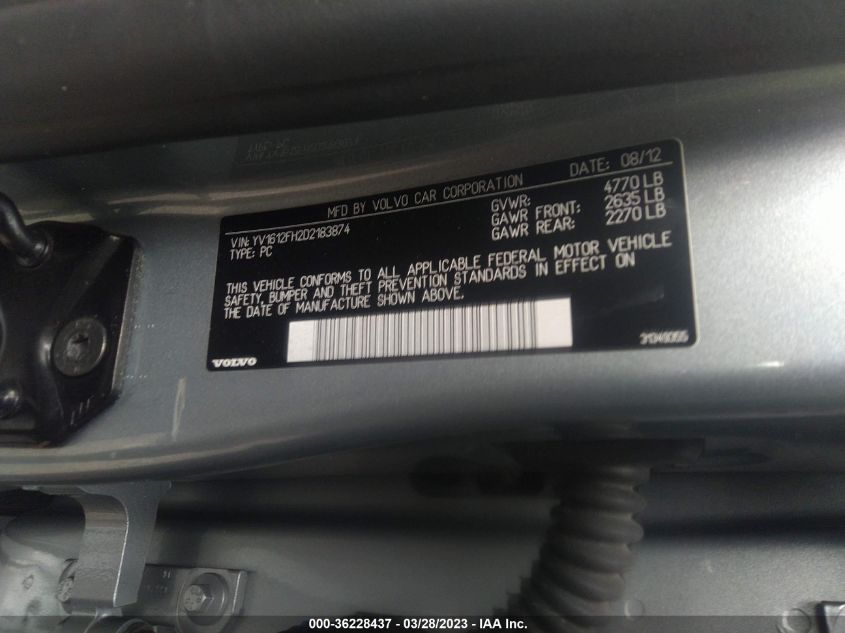 MFD BY VOLVO CAR CORPORATION DATE: 08/12
GVWR: 4770 LB
GAWR FRONT: 2635 LB
GAWR REAR: 2270 LB
VIN: YV1612FH2D2183874
TYPE: PC
THIS VEHICLE CONFORMS TO ALL APPLICABLE FEDERAL MOTOR VEHICLE
SAFETY, BUMPER AND THEFT PREVENTION STANDARDS IN EFFECT ON
THE DATE OF MANUFACTURE SHOWN ABOVE.
VOLVO
000-36228437 - 03/28/2023 - IAA Inc.